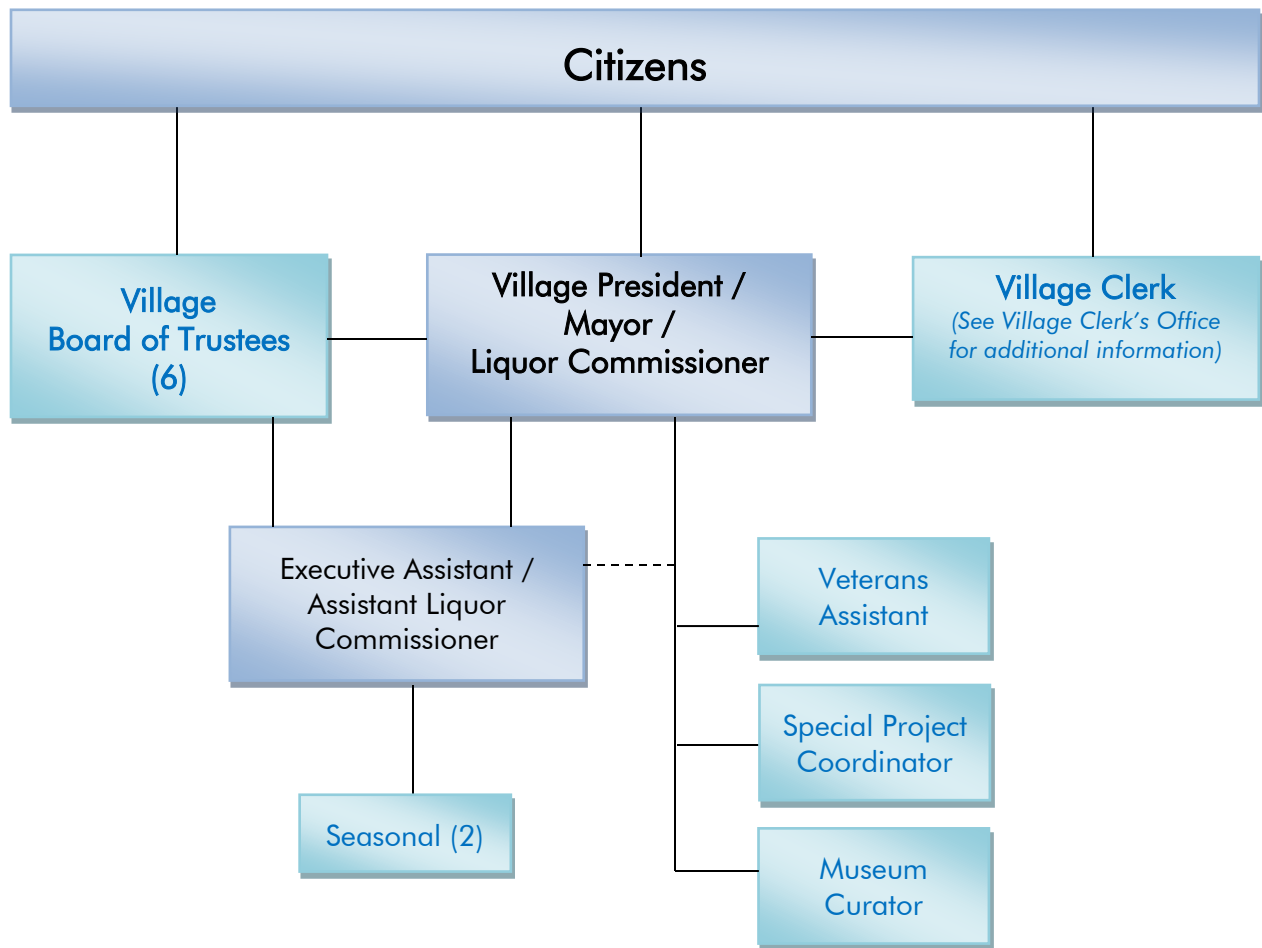 Citizens
Village
Board of Trustees
(6)
Village President /
Mayor /
Liquor Commissioner
Village Clerk
(See Village Clerk’s Office
for additional information)
Executive Assistant /
Assistant Liquor
Commissioner
Veterans
Assistant
Special Project
Coordinator
Seasonal (2)
Museum
Curator